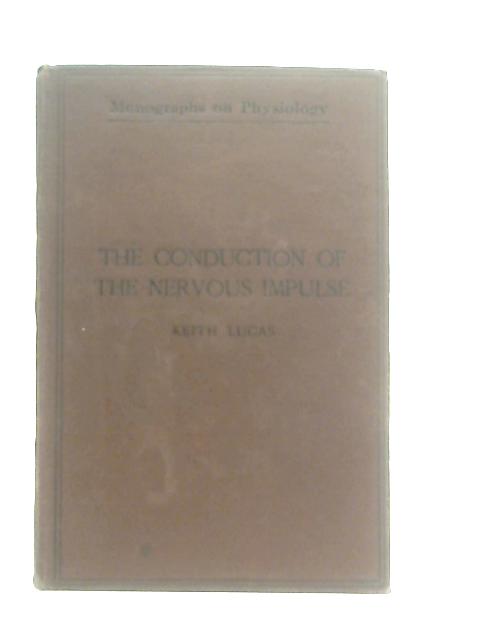 Monographs on Physiology
THE CONDUCTION OF
THE NERVOUS IMPULSE
KEITH LUCAS